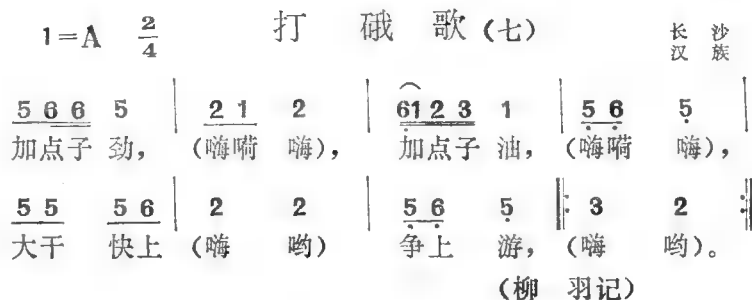 1=A 2/4 打硪歌(七) 长沙
汉族
5 6 6 5 | 2 1 2 | 6 1 2 3 1 | 5 6 5 |
加点子 劲, (嗨嗬 嗨), 加点子 油, (嗨嗬 嗨),
5 5 5 6 | 2 2 | 5 6 5 ‖: 3 2 :‖
大干 快上 (嗨 哟) 争上 游, (嗨 哟)。
(柳 羽记)